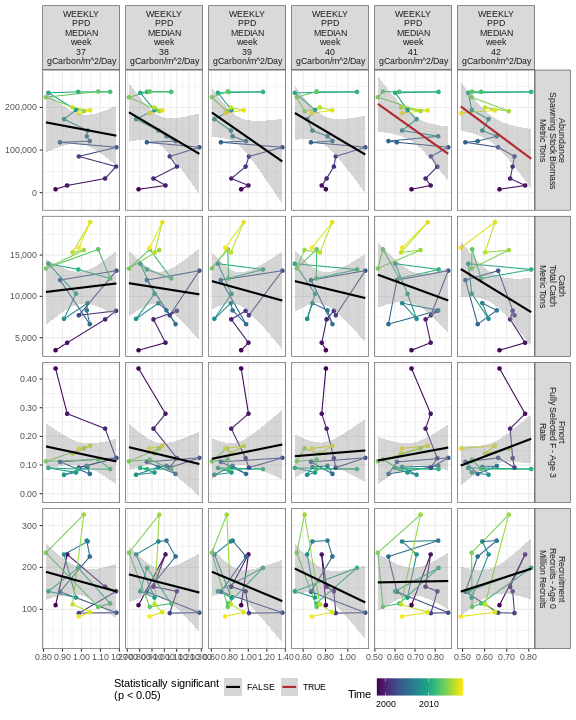 WEEKLY
PPD
MEDIAN
week
37
gCarbon/m^2/Day
WEEKLY
PPD
MEDIAN
week
38
gCarbon/m^2/Day
WEEKLY
PPD
MEDIAN
week
39
gCarbon/m^2/Day
WEEKLY
PPD
MEDIAN
week
40
gCarbon/m^2/Day
WEEKLY
PPD
MEDIAN
week
41
gCarbon/m^2/Day
WEEKLY
PPD
MEDIAN
week
42
gCarbon/m^2/Day
200,000
100,000
0
Abundance
Spawning Stock Biomass
Metric Tons
15,000
10,000
5,000
Catch
Total Catch
Metric Tons
0.40
0.30
0.20
0.10
0.00
Fmort
Fully Selected F - Age 3
Rate
300
200
100
Recruitment
Recruits - Age 0
Million Recruits
0.80 0.90 1.00 1.10
0.80 1.00 1.20 1.40
0.60 0.80 1.00
0.50 0.60 0.70 0.80
0.50 0.60 0.70 0.80
Statistically significant
(p < 0.05)
FALSE
TRUE
Time
2000
2010